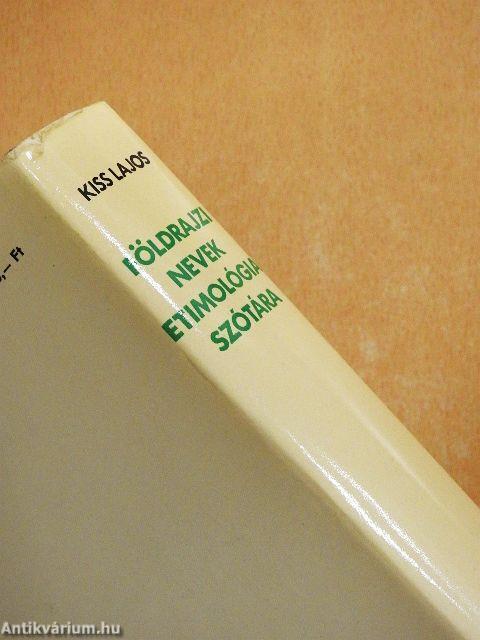 KISS LAJOS
FÖLDRAJZI
NEVEK
ETIMOLÓGIAI
SZÓTÁRA
,– Ft
Antikvárium.hu